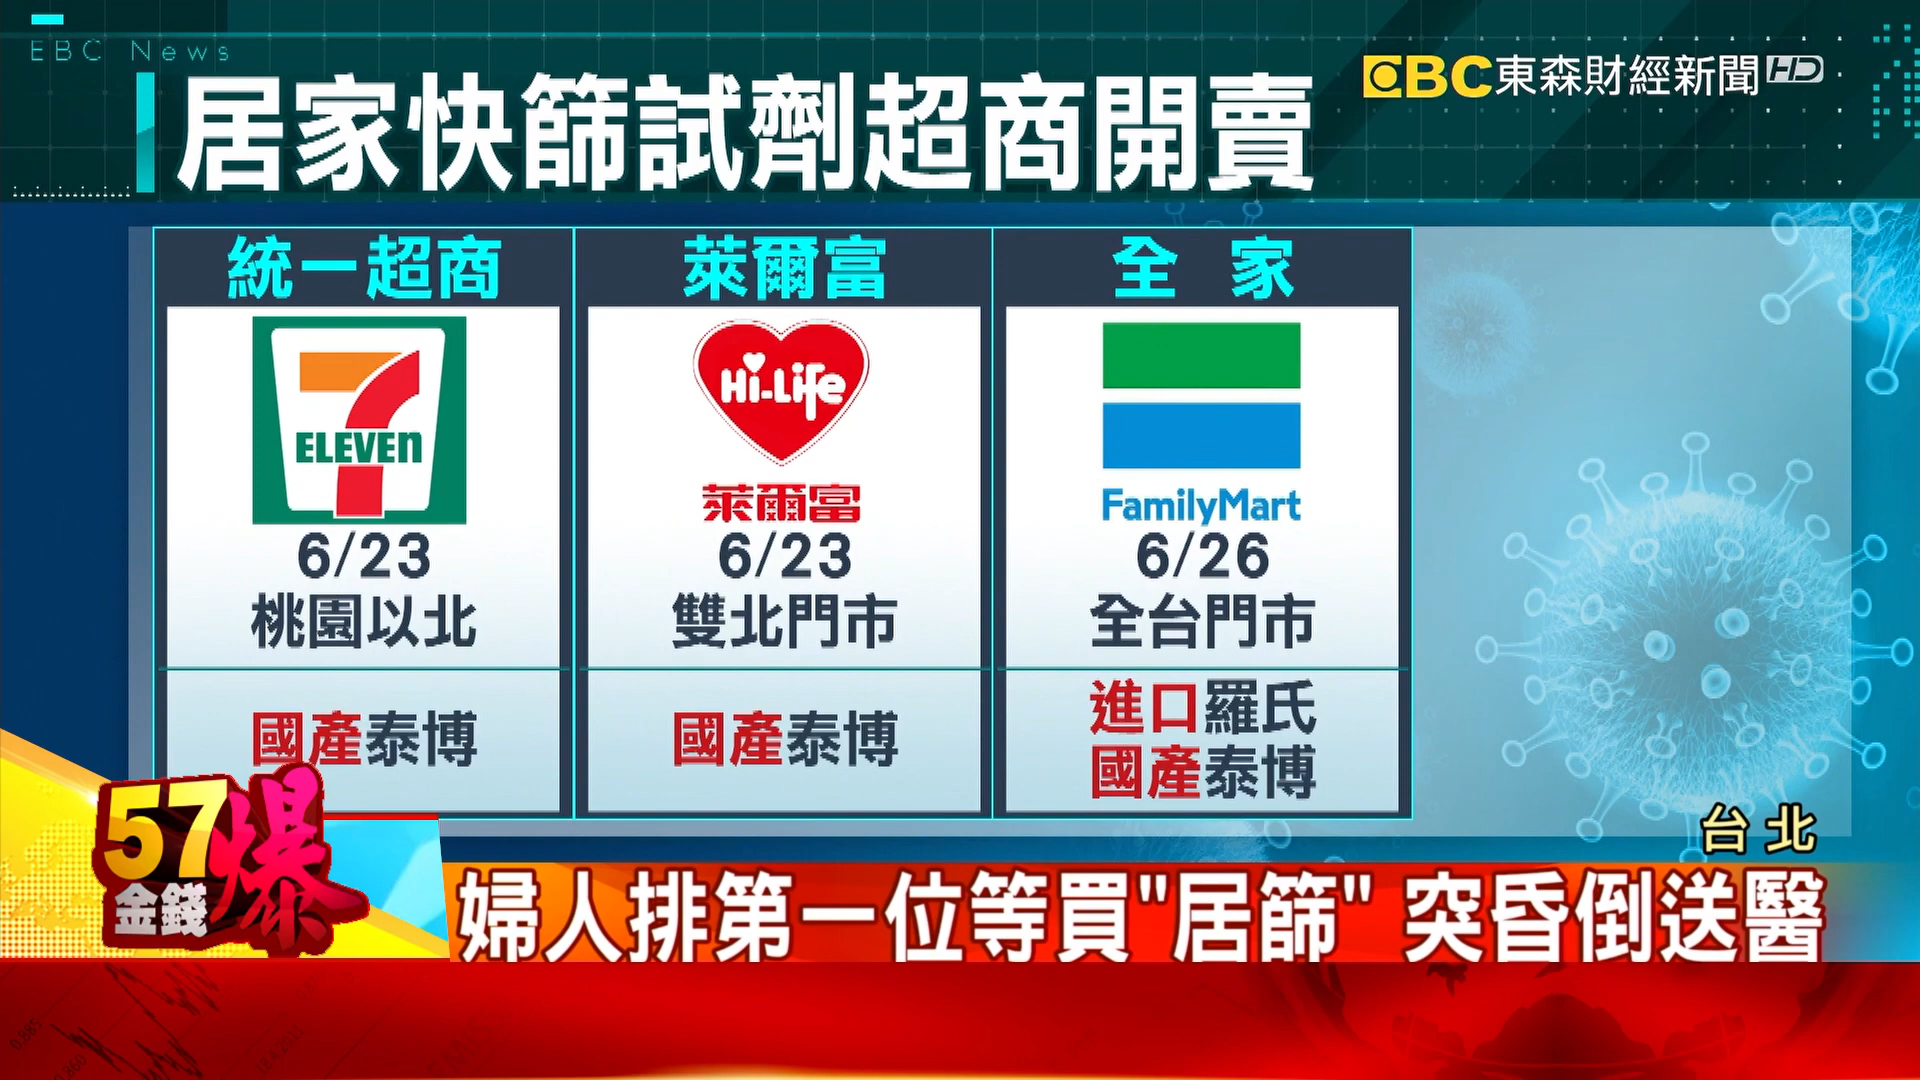 EBC News
居家快篩試劑超商開賣
EBC東森財經新聞HD
統一超商
7
ELEVEn
6/23
桃園以北
國產泰博
萊爾富
Hi-Life
萊爾富
6/23
雙北門市
國產泰博
全 家
FamilyMart
6/26
全台門市
進口羅氏
國產泰博
台北
57爆
金錢
婦人排第一位等買"居篩" 突昏倒送醫